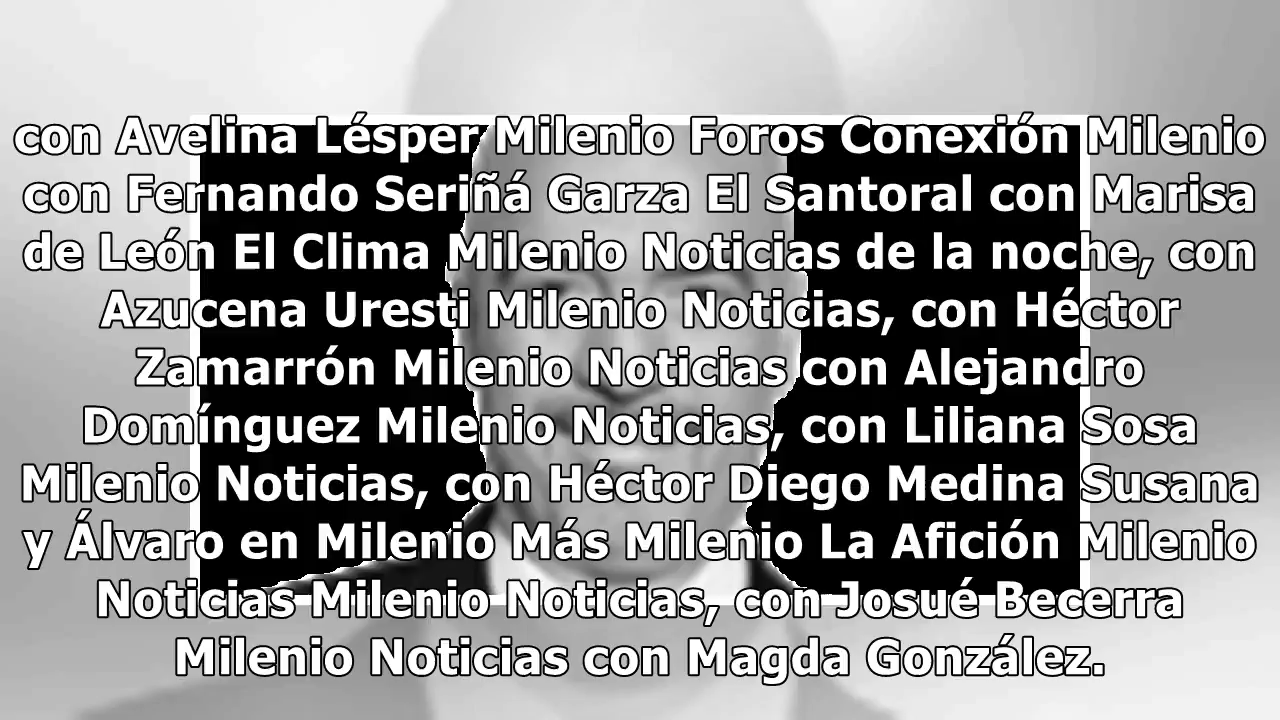 con Avelina Lésper Milenio Foros Conexión Milenio
con Fernando Seriñá Garza El Santoral con Marisa
de León El Clima Milenio Noticias de la noche, con
Azucena Uresti Milenio Noticias, con Héctor
Zamarrón Milenio Noticias con Alejandro
Domínguez Milenio Noticias, con Liliana Sosa
Milenio Noticias, con Héctor Diego Medina Susana
y Álvaro en Milenio Más Milenio La Afición Milenio
Noticias Milenio Noticias, con Josué Becerra
Milenio Noticias con Magda González.